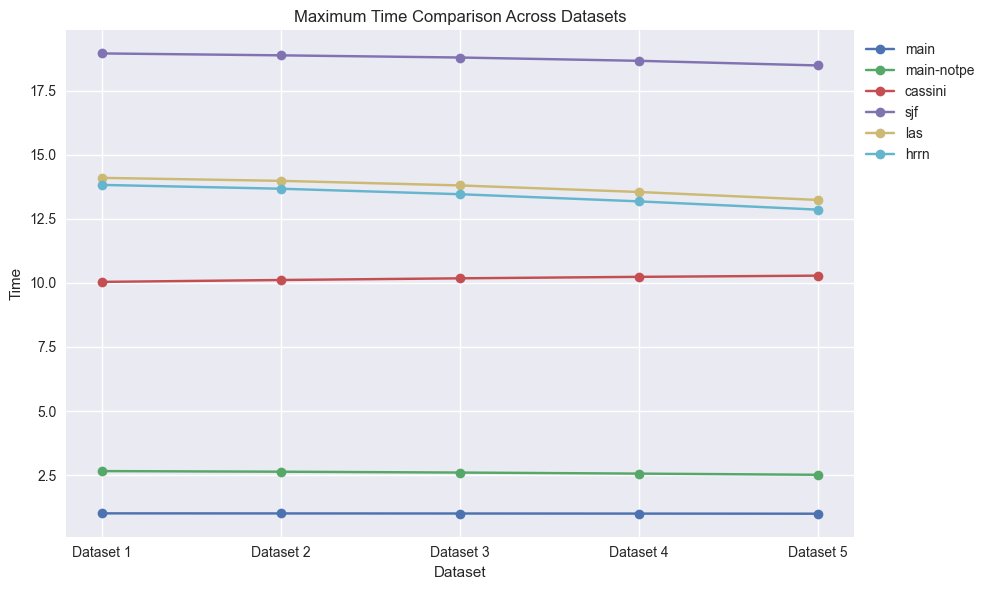 Maximum Time Comparison Across Datasets
main
main-notpe
cassini
sjf
las
hrrn
17.5
15.0
12.5
10.0
7.5
5.0
2.5
Time
Dataset 1
Dataset 2
Dataset 3
Dataset 4
Dataset 5
Dataset